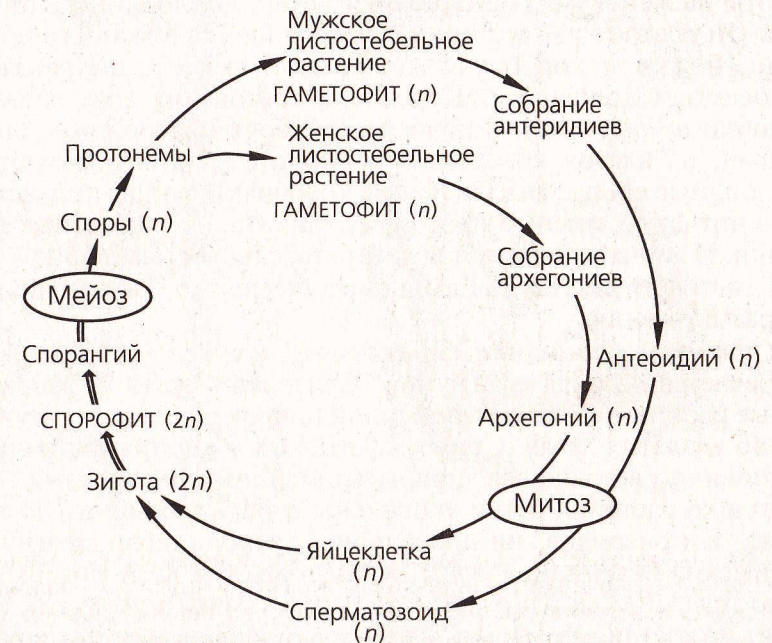 Мужское
листостебельное
растение
ГАМЕТОФИТ (n)
Собрание
антеридиев
Протонемы
Женское
листостебельное
растение
ГАМЕТОФИТ (n)
Споры (n)
Собрание
архегониев
Мейоз
Спорангий
Антеридий (n)
СПОРОФИТ (2n)
Архегоний (n)
Зигота (2n)
Митоз
Яйцеклетка
(n)
Сперматозоид
(n)